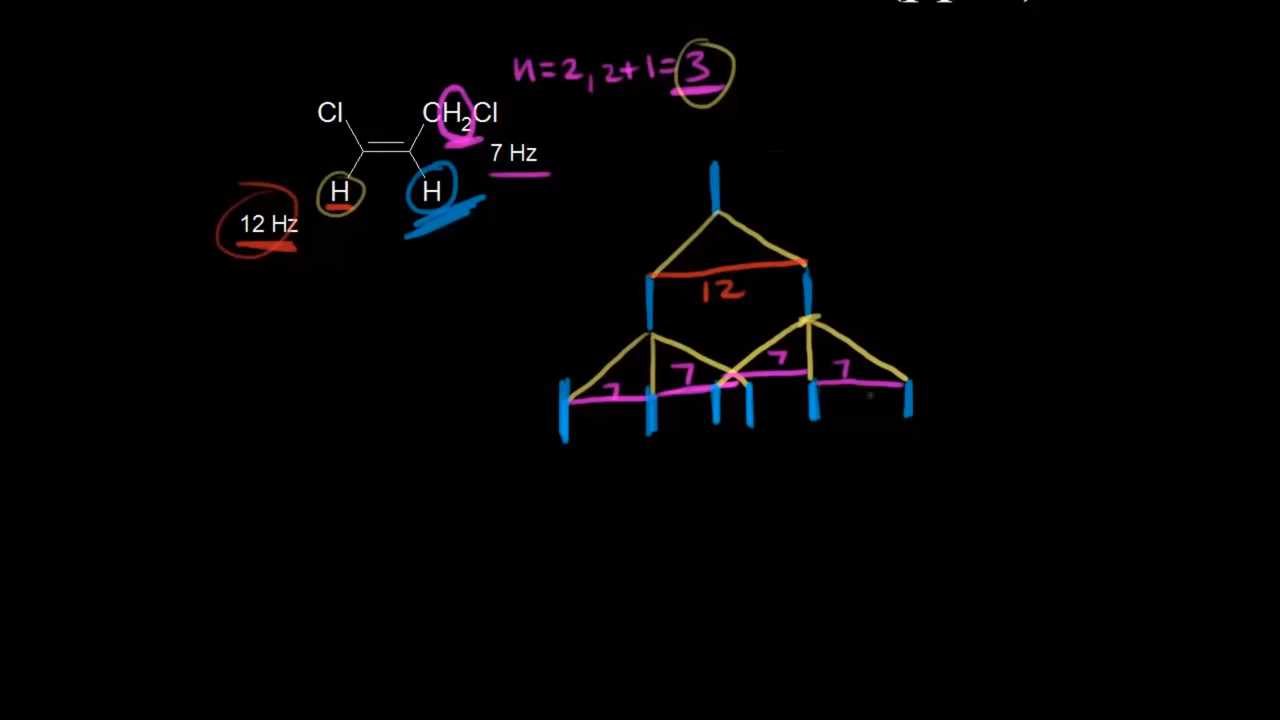 n=2, 2+1=3
Cl CH2Cl
7 Hz
H H
12 Hz
12
7 7 7 7